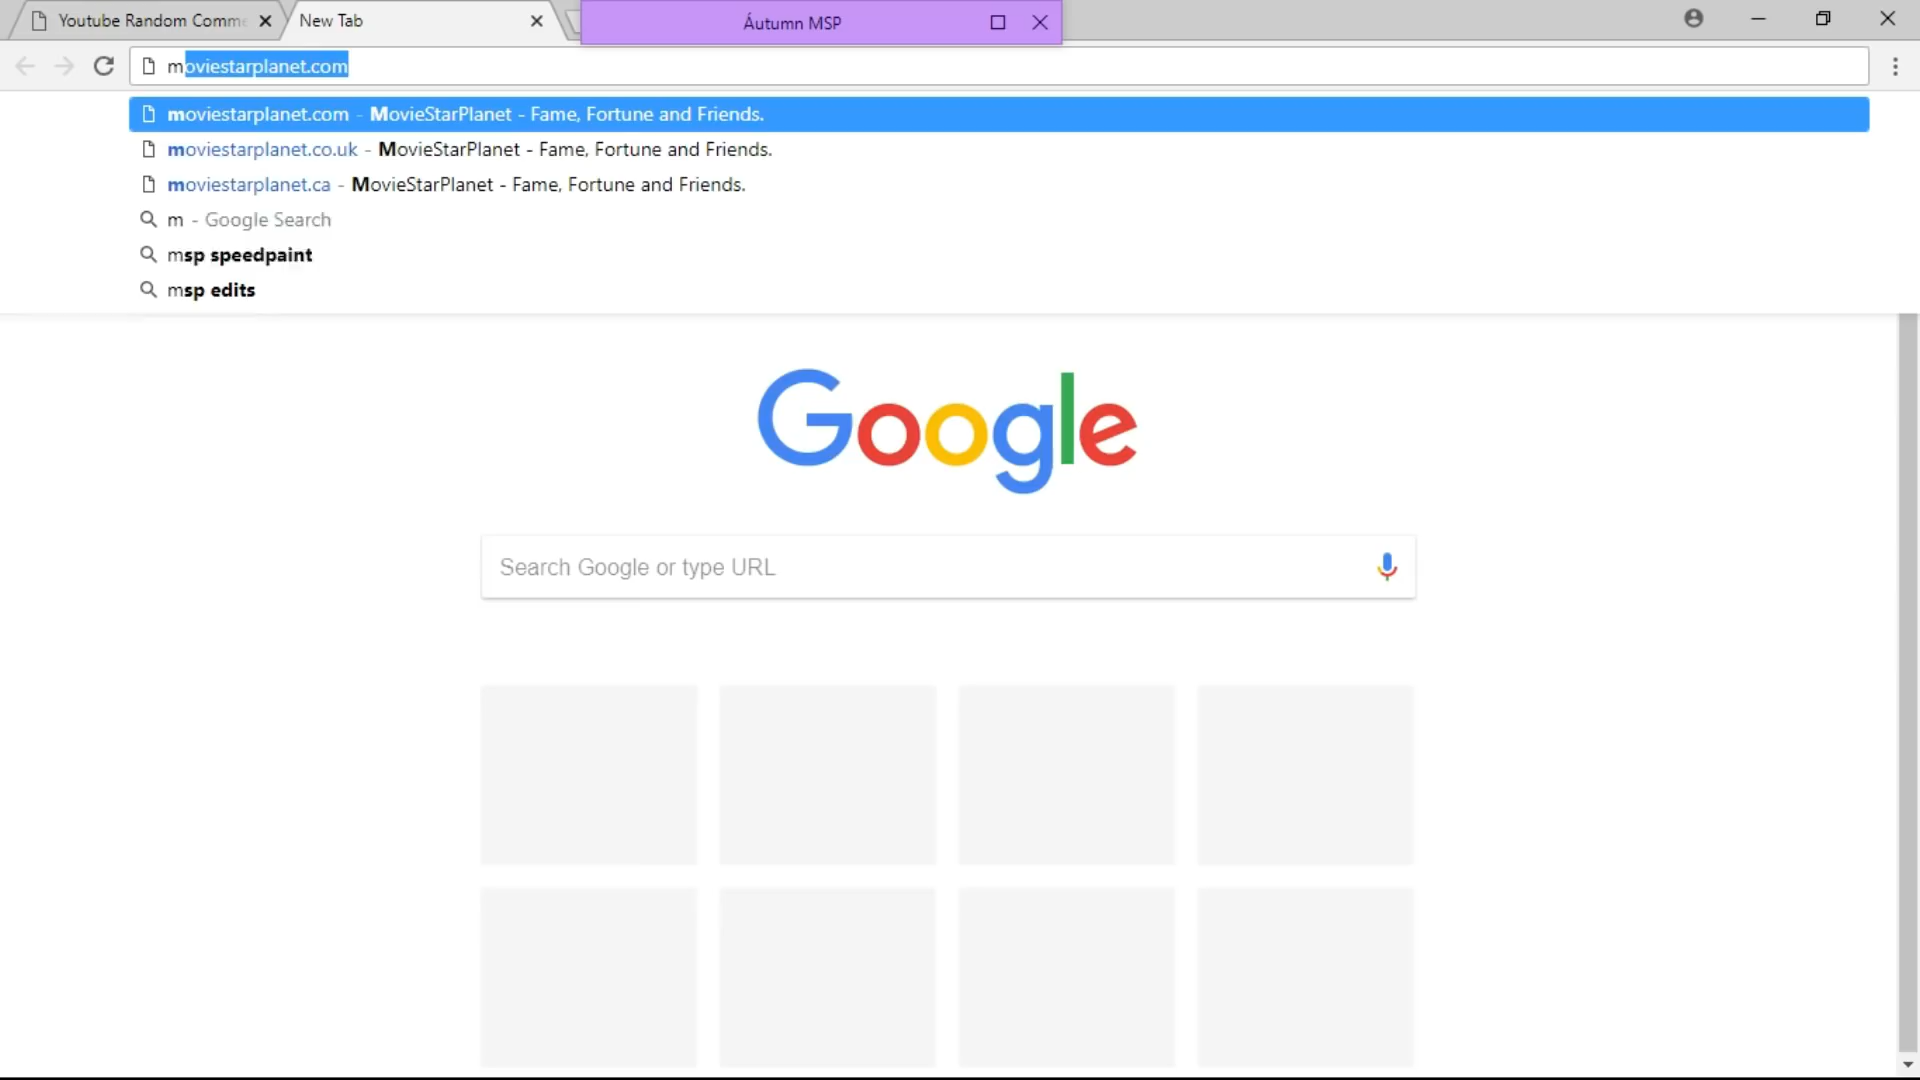 Youtube Random Comme
New Tab
Áutumn MSP
moviestarplanet.com
moviestarplanet.com - MovieStarPlanet - Fame, Fortune and Friends.
moviestarplanet.co.uk - MovieStarPlanet - Fame, Fortune and Friends.
moviestarplanet.ca - MovieStarPlanet - Fame, Fortune and Friends.
m - Google Search
msp speedpaint
msp edits
Google
Search Google or type URL